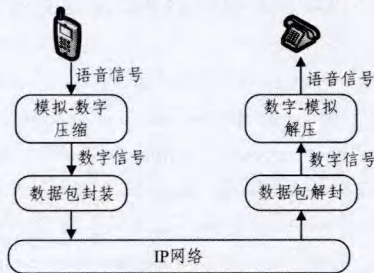 语音信号
模拟-数字
压缩
数字信号
数据包封装
IP网络
语音信号
数字-模拟
解压
数字信号
数据包解封